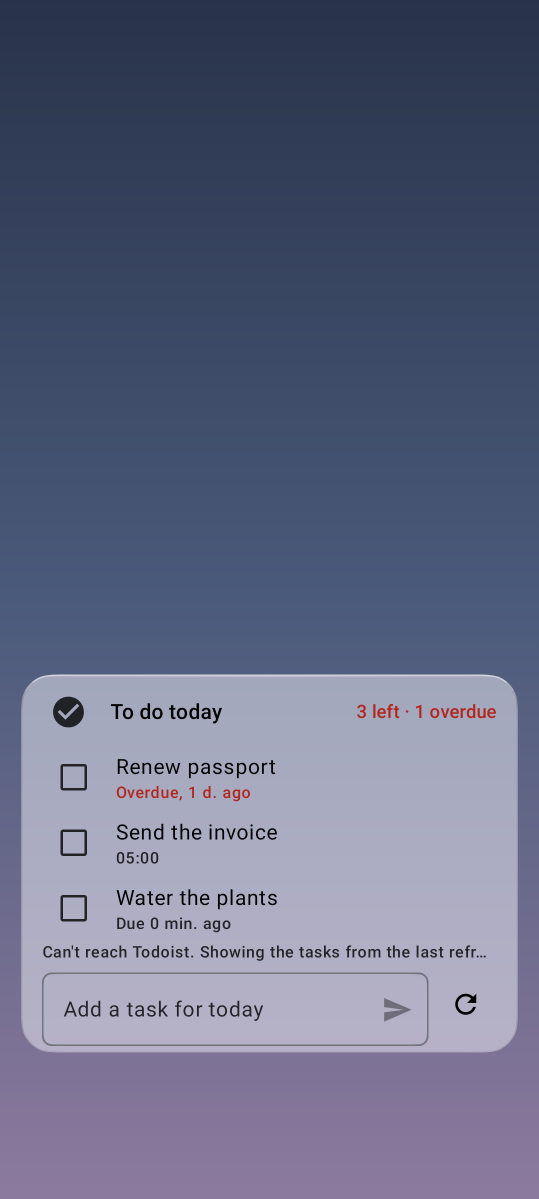 To do today
3 left · 1 overdue
Renew passport
Overdue, 1 d. ago
Send the invoice
05:00
Water the plants
Due 0 min. ago
Can't reach Todoist. Showing the tasks from the last refr…
Add a task for today